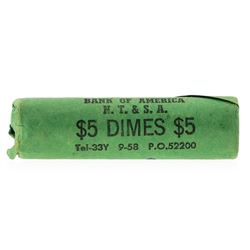 BANK OF AMERICA
N. T. & S. A.
$5 DIMES $5
Tel-33Y 9-58 P.O.52200